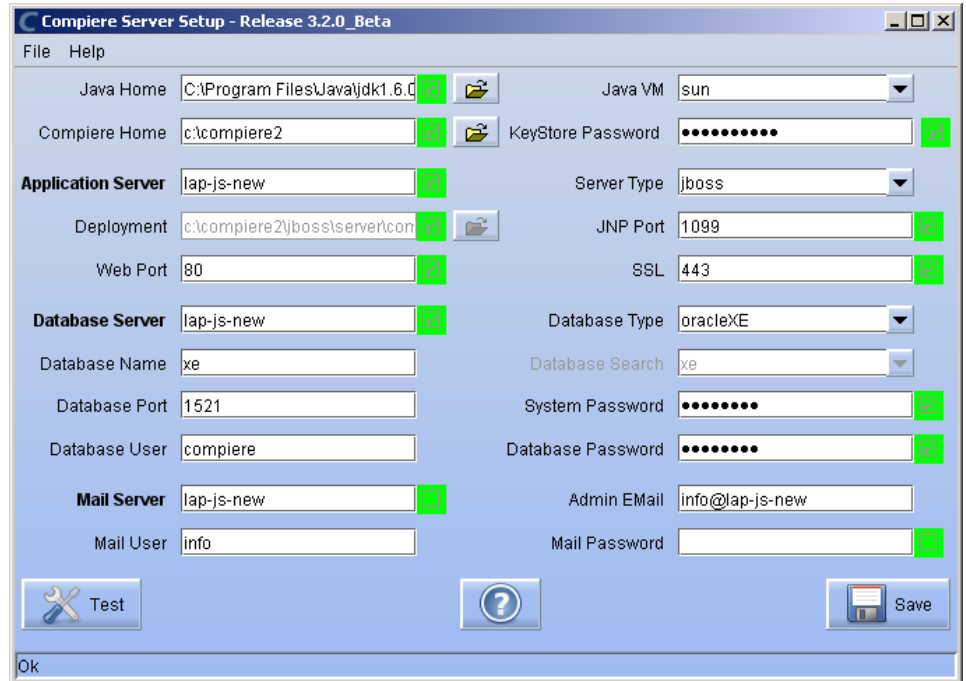 Compiere Server Setup - Release 3.2.0_Beta
File Help
Java Home C:\Program Files\Java\jdk1.6.0 Java VM sun
Compiere Home c:\compiere2 KeyStore Password ••••••••••
Application Server lap-js-new Server Type jboss
Deployment c:\compiere2\jboss\server\com JNP Port 1099
Web Port 80 SSL 443
Database Server lap-js-new Database Type oracleXE
Database Name xe Database Search xe
Database Port 1521 System Password ••••••••
Database User compiere Database Password ••••••••
Mail Server lap-js-new Admin EMail info@lap-js-new
Mail User info Mail Password
Test ? Save
Ok